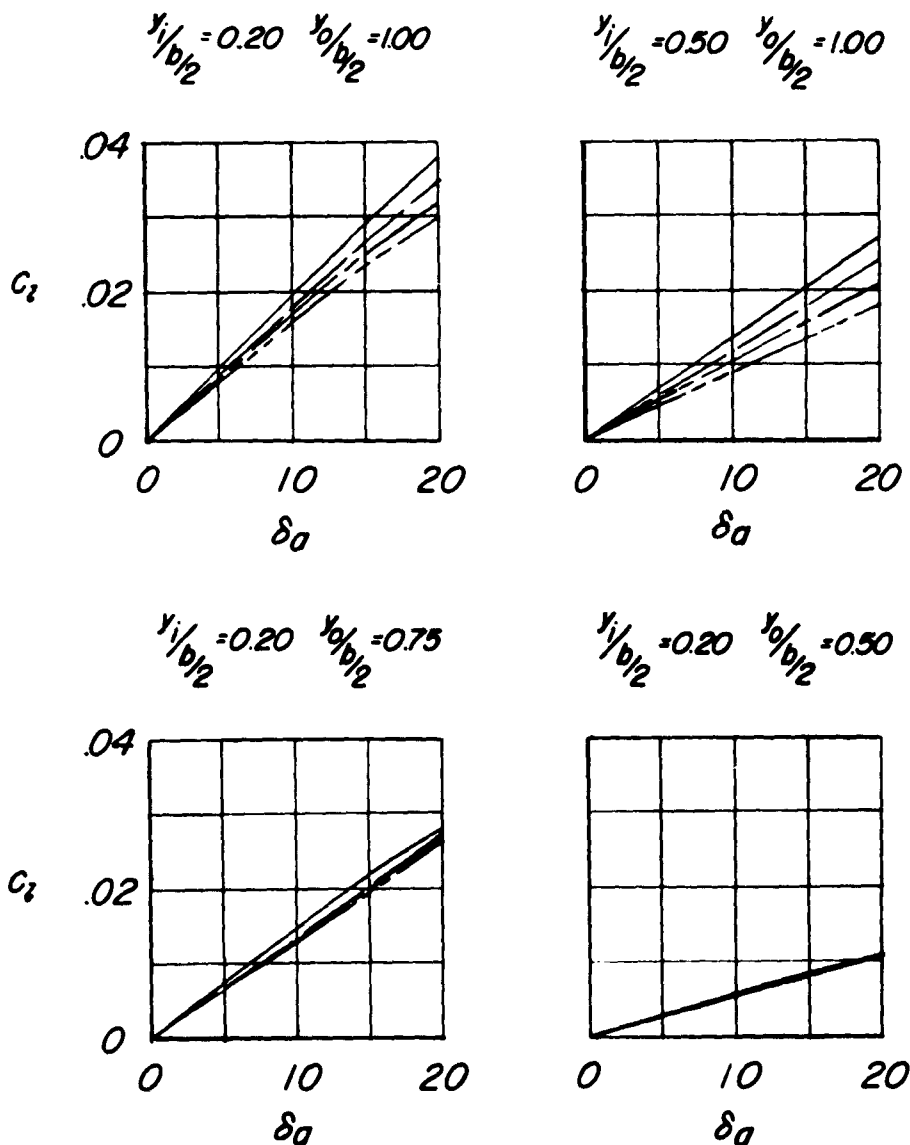 yi/b/2 =0.20 yo/b/2 =1.00
yi/b/2 =0.50 yo/b/2 =1.00
.04
.02
0
Cl
0 10 20
δa
0 10 20
δa
yi/b/2 =0.20 yo/b/2 =0.75
yi/b/2 =0.20 yo/b/2 =0.50
.04
.02
0
Cl
0 10 20
δa
0 10 20
δa